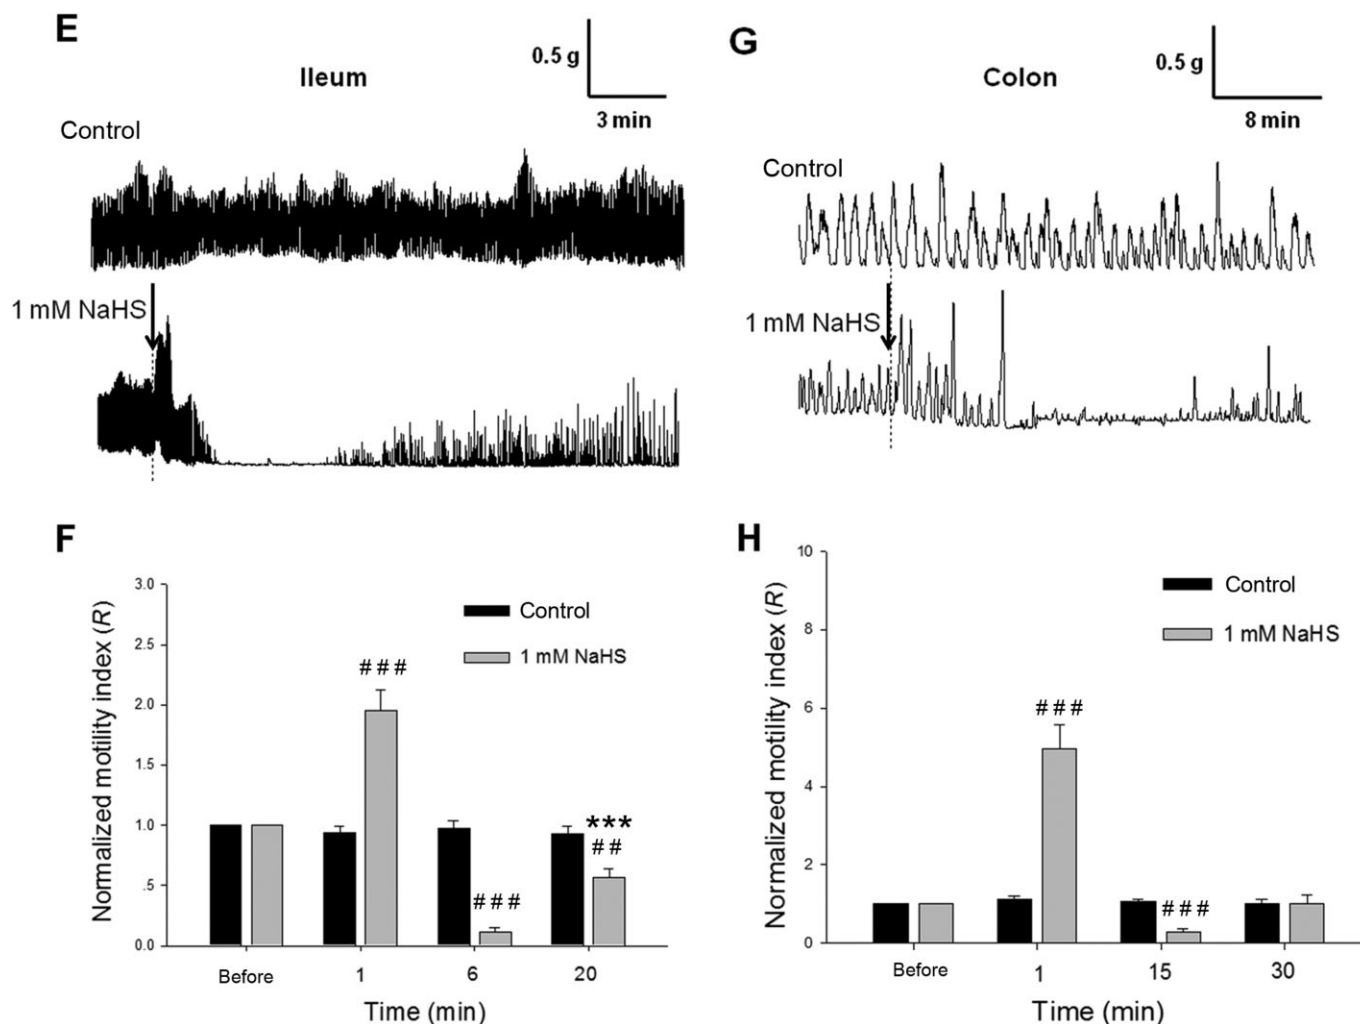 E
Ileum
0.5 g
3 min
Control
1 mM NaHS
G
Colon
0.5 g
8 min
Control
1 mM NaHS
F
Normalized motility index (R)
3.0
2.5
2.0
1.5
1.0
.5
0.0
Control
1 mM NaHS
###
###
***
##
Before
1
6
20
Time (min)
H
Normalized motility index (R)
10
8
6
4
2
0
Control
1 mM NaHS
###
###
Before
1
15
30
Time (min)